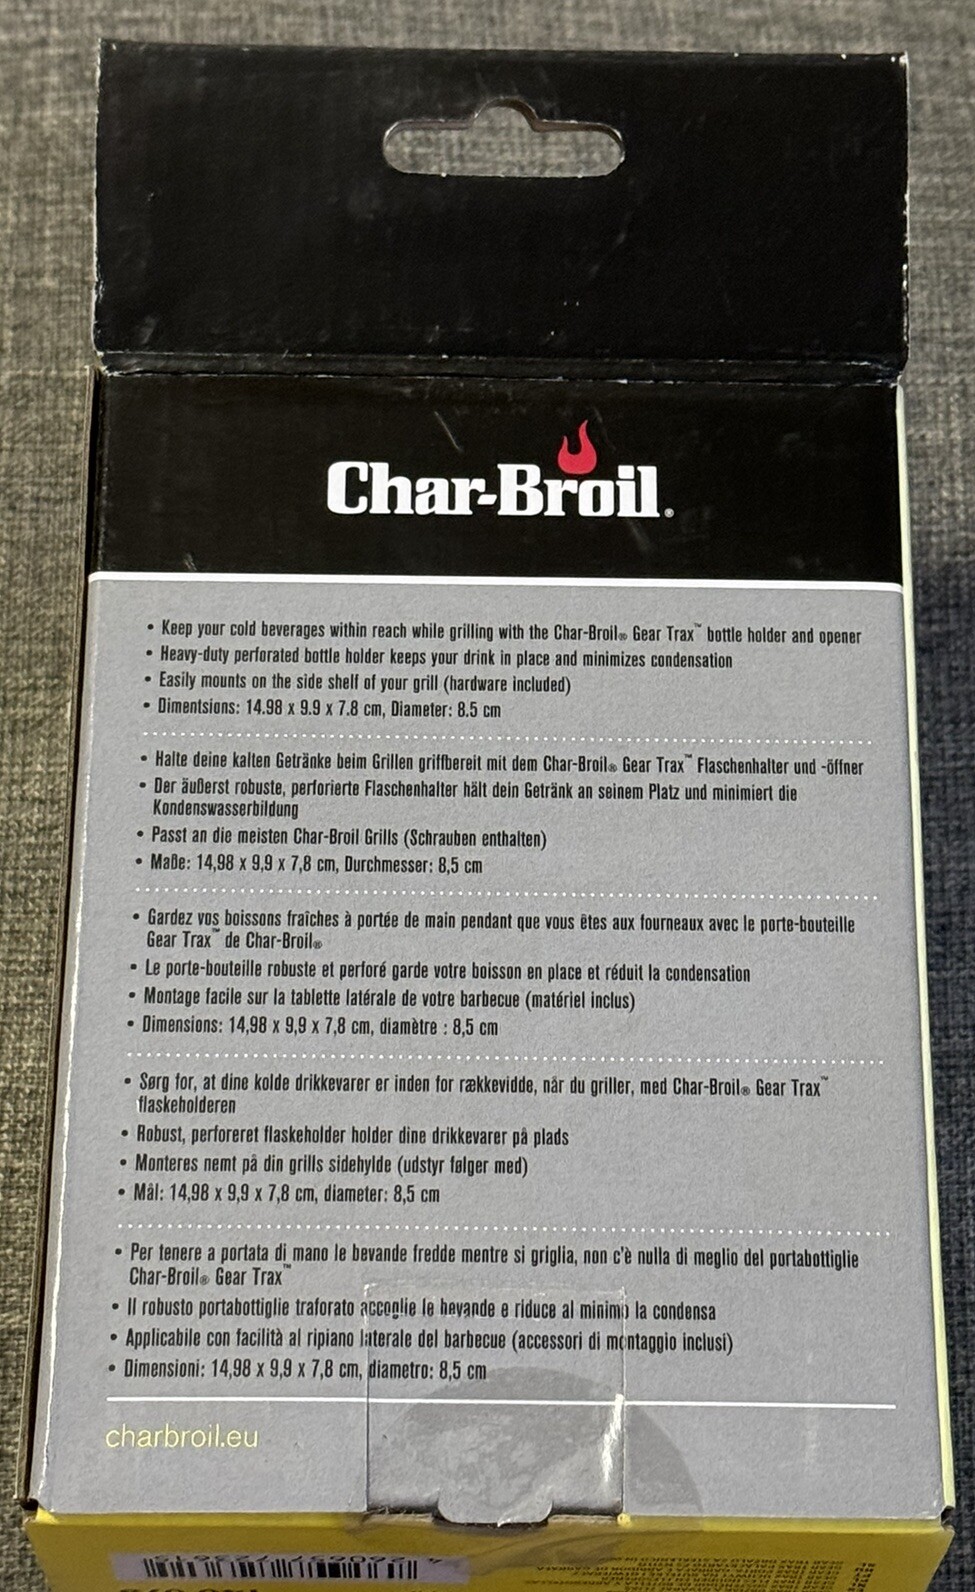 Char-Broil®
• Keep your cold beverages within reach while grilling with the Char-Broil® Gear Trax™ bottle holder and opener
• Heavy-duty perforated bottle holder keeps your drink in place and minimizes condensation
• Easily mounts on the side shelf of your grill (hardware included)
• Dimentsions: 14.98 x 9.9 x 7.8 cm, Diameter: 8.5 cm
• Halte deine kalten Getränke beim Grillen griffbereit mit dem Char-Broil® Gear Trax™ Flaschenhalter und -öffner
• Der äußerst robuste, perforierte Flaschenhalter hält dein Getränk an seinem Platz und minimiert die
Kondenswasserbildung
• Passt an die meisten Char-Broil Grills (Schrauben enthalten)
• Maße: 14,98 x 9,9 x 7,8 cm, Durchmesser: 8,5 cm
• Gardez vos boissons fraîches à portée de main pendant que vous êtes aux fourneaux avec le porte-bouteille
Gear Trax™ de Char-Broil®
• Le porte-bouteille robuste et perforé garde votre boisson en place et réduit la condensation
• Montage facile sur la tablette latérale de votre barbecue (matériel inclus)
• Dimensions: 14,98 x 9,9 x 7,8 cm, diamètre : 8,5 cm
• Sørg for, at dine kolde drikkevarer er inden for rækkevidde, når du griller, med Char-Broil® Gear Trax™
flaskeholderen
• Robust, perforeret flaskeholder holder dine drikkevarer på plads
• Monteres nemt på din grills sidehylde (udstyr følger med)
• Mål: 14,98 x 9,9 x 7,8 cm, diameter: 8,5 cm
• Per tenere a portata di mano le bevande fredde mentre si griglia, non c'è nulla di meglio del portabottiglie
Char-Broil® Gear Trax™
• Il robusto portabottiglie traforato accoglie le bevande e riduce al minimo la condensa
• Applicabile con facilità al ripiano laterale del barbecue (accessori di montaggio inclusi)
• Dimensioni: 14,98 x 9,9 x 7,8 cm, diametro: 8,5 cm
charbroil.eu